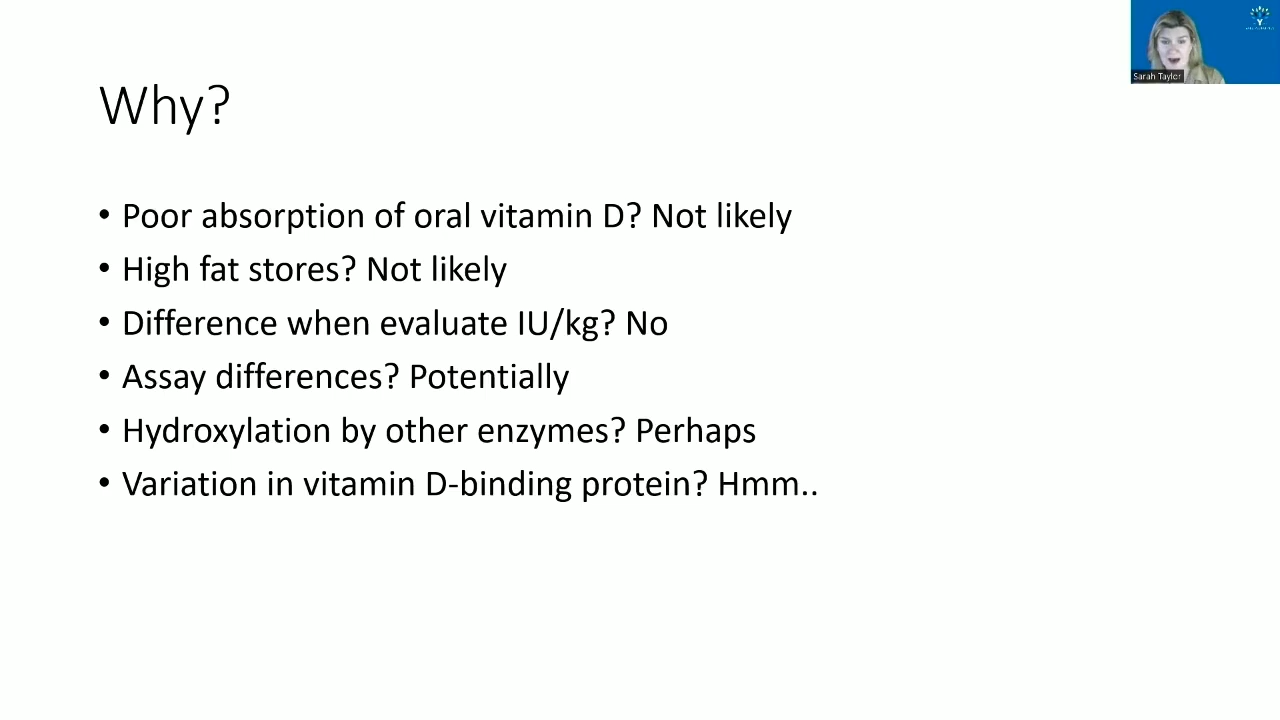 Sarah Taylor
Why?
• Poor absorption of oral vitamin D? Not likely
• High fat stores? Not likely
• Difference when evaluate IU/kg? No
• Assay differences? Potentially
• Hydroxylation by other enzymes? Perhaps
• Variation in vitamin D-binding protein? Hmm..